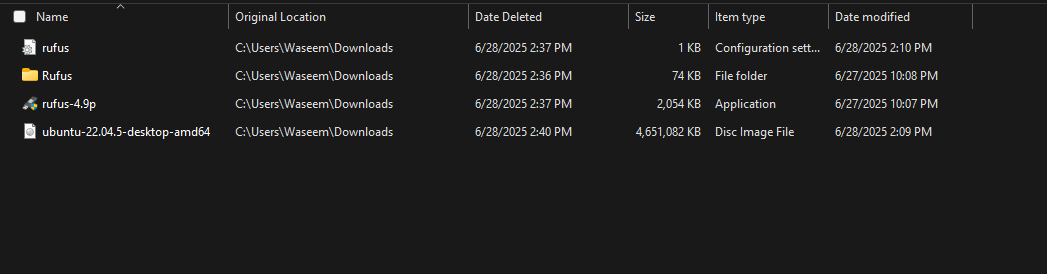 Name Original Location Date Deleted Size Item type Date modified
rufus C:\Users\Waseem\Downloads 6/28/2025 2:37 PM 1 KB Configuration sett... 6/28/2025 2:10 PM
Rufus C:\Users\Waseem\Downloads 6/28/2025 2:36 PM 74 KB File folder 6/27/2025 10:08 PM
rufus-4.9p C:\Users\Waseem\Downloads 6/28/2025 2:37 PM 2,054 KB Application 6/27/2025 10:07 PM
ubuntu-22.04.5-desktop-amd64 C:\Users\Waseem\Downloads 6/28/2025 2:40 PM 4,651,082 KB Disc Image File 6/28/2025 2:09 PM